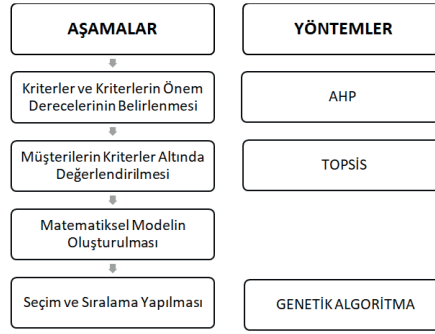 AŞAMALAR
YÖNTEMLER
Kriterler ve Kriterlerin Önem
Derecelerinin Belirlenmesi
AHP
Müşterilerin Kriterler Altında
Değerlendirilmesi
TOPSİS
Matematiksel Modelin
Oluşturulması
Seçim ve Sıralama Yapılması
GENETİK ALGORİTMA